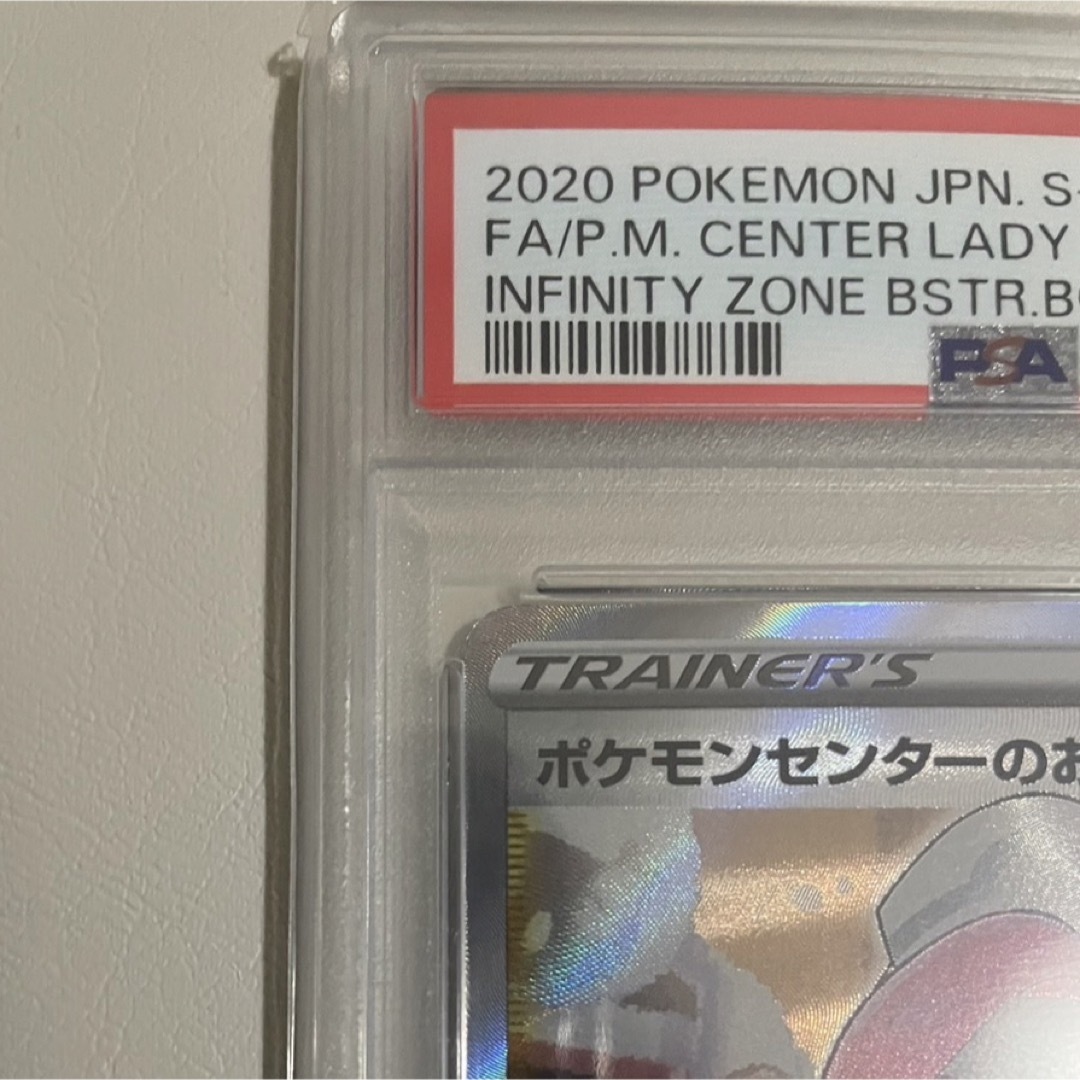 2020 POKEMON JPN. S
FA/P.M. CENTER LADY
INFINITY ZONE BSTR.B
PSA
TRAINER'S
ポケモンセンターのお